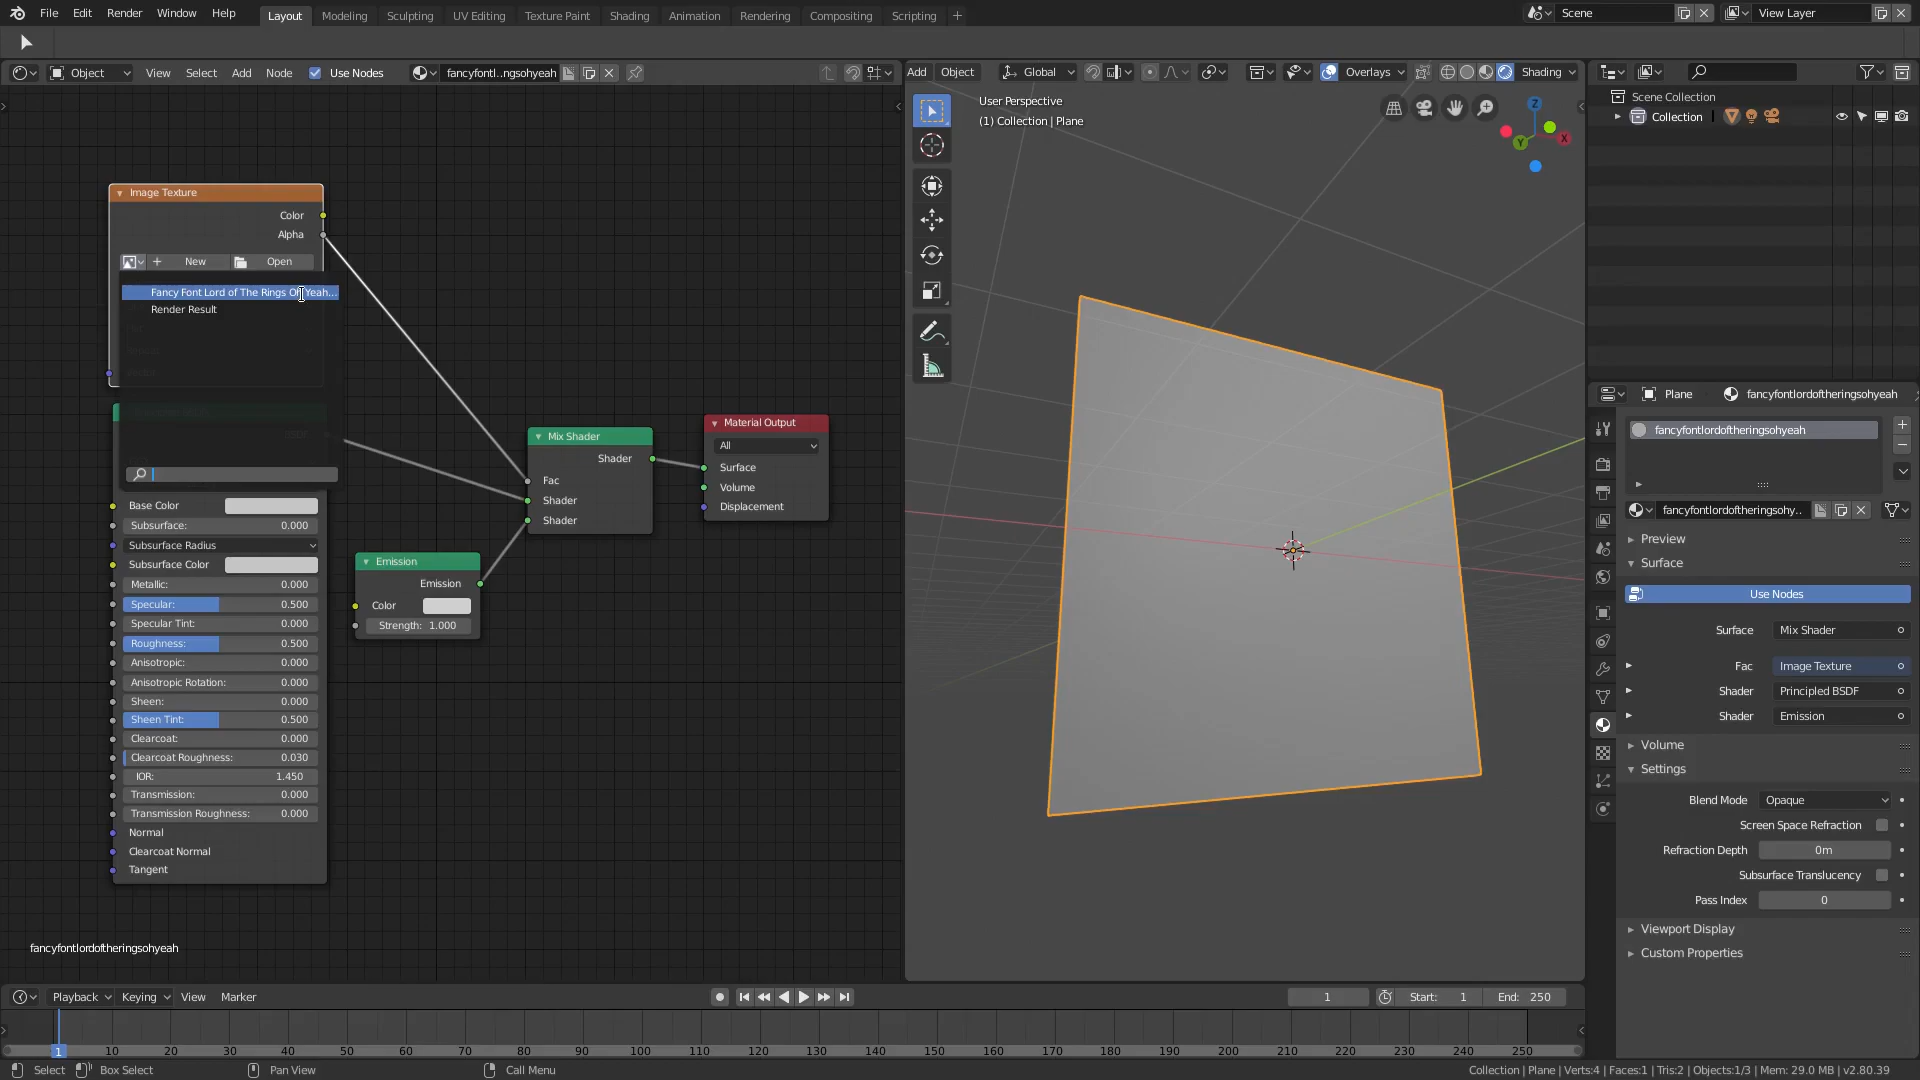 File Edit Render Window Help
Layout Modeling Sculpting UV Editing Texture Paint Shading Animation Rendering Compositing Scripting +
Scene
View Layer
Object View Select Add Node Use Nodes fancyfontl..ngsohyeah
Add Object Global Overlays Shading
User Perspective
(1) Collection | Plane
Z
X
Y
Scene Collection
Collection
Image Texture
Color
Alpha
New Open
Fancy Font Lord of The Rings Oh Yeah...
Render Result
Base Color
Subsurface: 0.000
Subsurface Radius
Subsurface Color
Metallic: 0.000
Specular: 0.500
Specular Tint: 0.000
Roughness: 0.500
Anisotropic: 0.000
Anisotropic Rotation: 0.000
Sheen: 0.000
Sheen Tint: 0.500
Clearcoat: 0.000
Clearcoat Roughness: 0.030
IOR: 1.450
Transmission: 0.000
Transmission Roughness: 0.000
Normal
Clearcoat Normal
Tangent
Emission
Emission
Color
Strength: 1.000
Mix Shader
Shader
Fac
Shader
Shader
Material Output
All
Surface
Volume
Displacement
fancyfontlordoftheringsohyeah
Plane fancyfontlordoftheringsohyeah
fancyfontlordoftheringsohyeah
fancyfontlordoftheringsohy..
Preview
Surface
Use Nodes
Surface Mix Shader
Fac Image Texture
Shader Principled BSDF
Shader Emission
Volume
Settings
Blend Mode Opaque
Screen Space Refraction
Refraction Depth 0m
Subsurface Translucency
Pass Index 0
Viewport Display
Custom Properties
Playback Keying View Marker
1 Start: 1 End: 250
1 10 20 30 40 50 60 70 80 90 100 110 120 130 140 150 160 170 180 190 200 210 220 230 240 250
Select Box Select Pan View Call Menu
Collection | Plane | Verts:4 | Faces:1 | Tris:2 | Objects:1/3 | Mem: 29.0 MB | v2.80.39